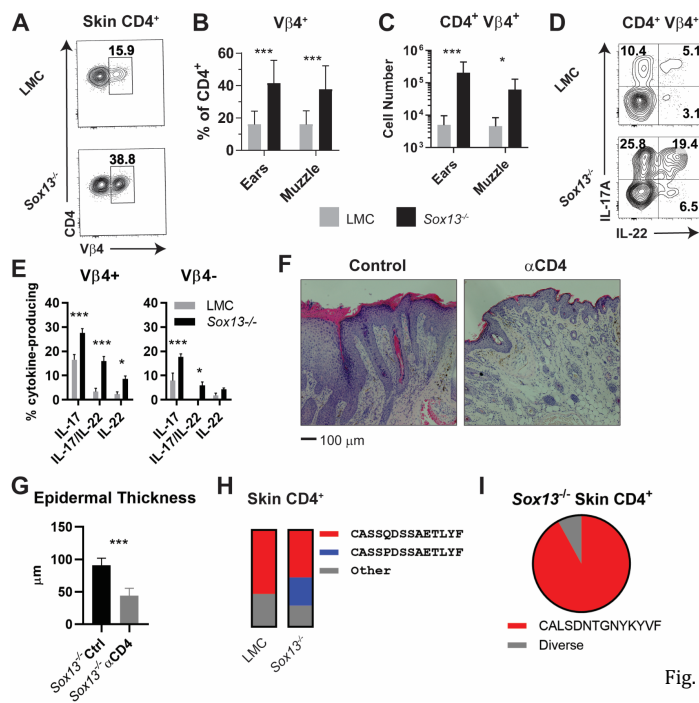 A
Skin CD4+
15.9
LMC
38.8
Sox13-/-
CD4
Vβ4
B
Vβ4+
% of CD4+
60
40
20
0
***
***
Ears
Muzzle
C
CD4+ Vβ4+
Cell Number
10^6
10^5
10^4
10^3
***
*
Ears
Muzzle
LMC
Sox13-/-
D
CD4+ Vβ4+
LMC
10.4
5.1
3.1
Sox13-/-
25.8
19.4
6.5
IL-17A
IL-22
E
Vβ4+
Vβ4-
% cytokine-producing
40
30
20
10
0
***
***
*
IL-17
IL-17/IL-22
IL-22
40
30
20
10
0
***
*
IL-17
IL-17/IL-22
IL-22
LMC
Sox13-/-
F
Control
αCD4
100 μm
G
Epidermal Thickness
μm
150
100
50
0
***
Sox13-/- Ctrl
Sox13-/- αCD4
H
Skin CD4+
CASSQDSSAETLYF
CASSPDSSAETLYF
Other
LMC
Sox13-/-
I
Sox13-/- Skin CD4+
CALSDNTGNYKYVF
Diverse
Fig.